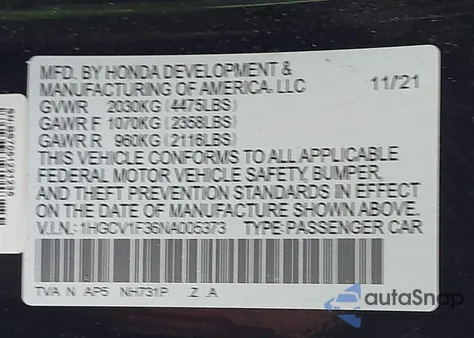 MFD. BY HONDA DEVELOPMENT &
MANUFACTURING OF AMERICA. LLC 11/21
GVWR 2030KG (4475LBS)
GAWR F 1070KG (2358LBS)
GAWR R 960KG (2116LBS)
THIS VEHICLE CONFORMS TO ALL APPLICABLE
FEDERAL MOTOR VEHICLE SAFETY, BUMPER,
AND THEFT PREVENTION STANDARDS IN EFFECT
ON THE DATE OF MANUFACTURE SHOWN ABOVE.
V.I.N.: 1HGCV1F36NA005373 TYPE: PASSENGER CAR
TVA N AP5 NH731P Z A
autoSnap